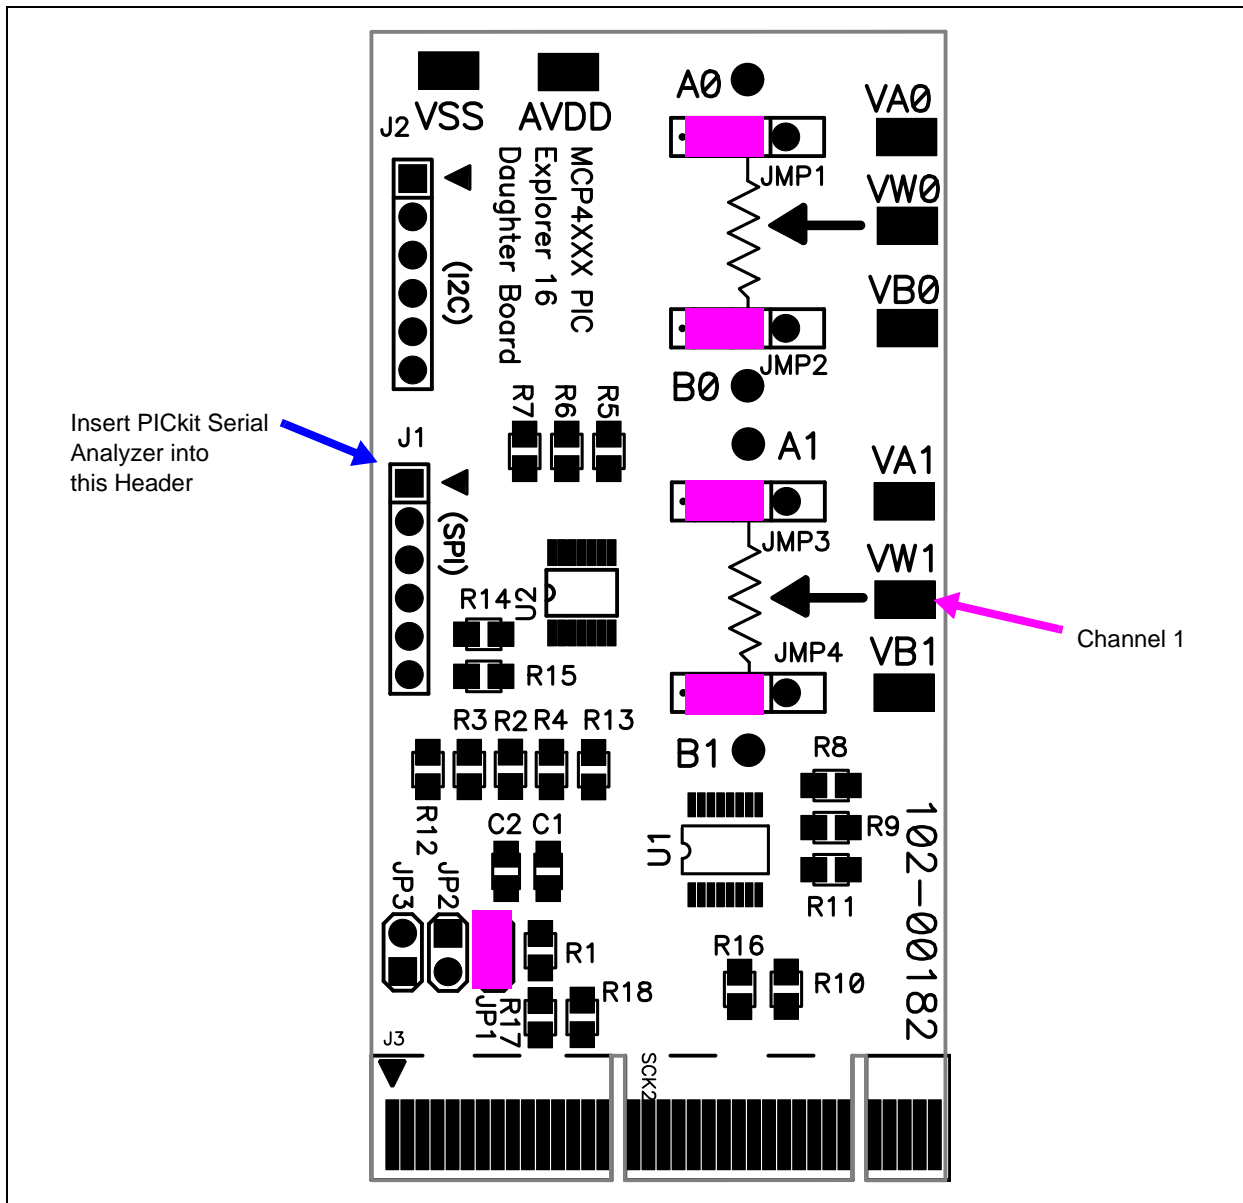 A0
VA0
J2
VSS
AVDD
MCP4XXX PIC
Explorer 16
Daughter Board
JMP1
VW0
(I2C)
VB0
JMP2
B0
R7
R6
R5
Insert PICkit Serial
Analyzer into
this Header
J1
A1
VA1
(SPI)
JMP3
VW1
R14
U2
Channel 1
JMP4
VB1
R15
R3
R2
R4
R13
B1
R8
R12
C2
C1
U1
R9
102-00182
JP3
JP2
R11
R1
R16
R10
JP1
R17
R18
J3
SCK2